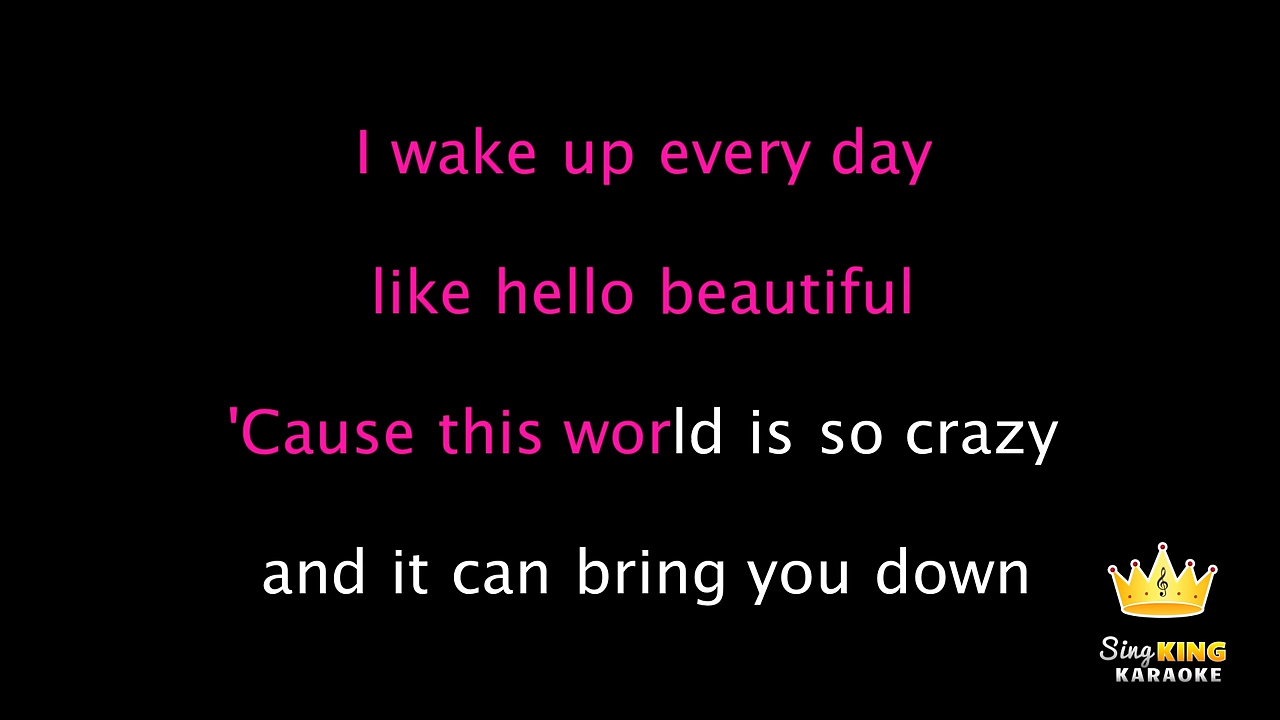 I wake up every day
like hello beautiful
'Cause this world is so crazy
and it can bring you down
Sing KING
KARAOKE